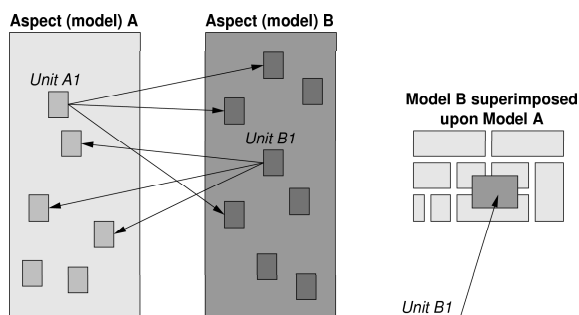 Aspect (model) A
Aspect (model) B
Unit A1
Unit B1
Model B superimposed
upon Model A
Unit B1